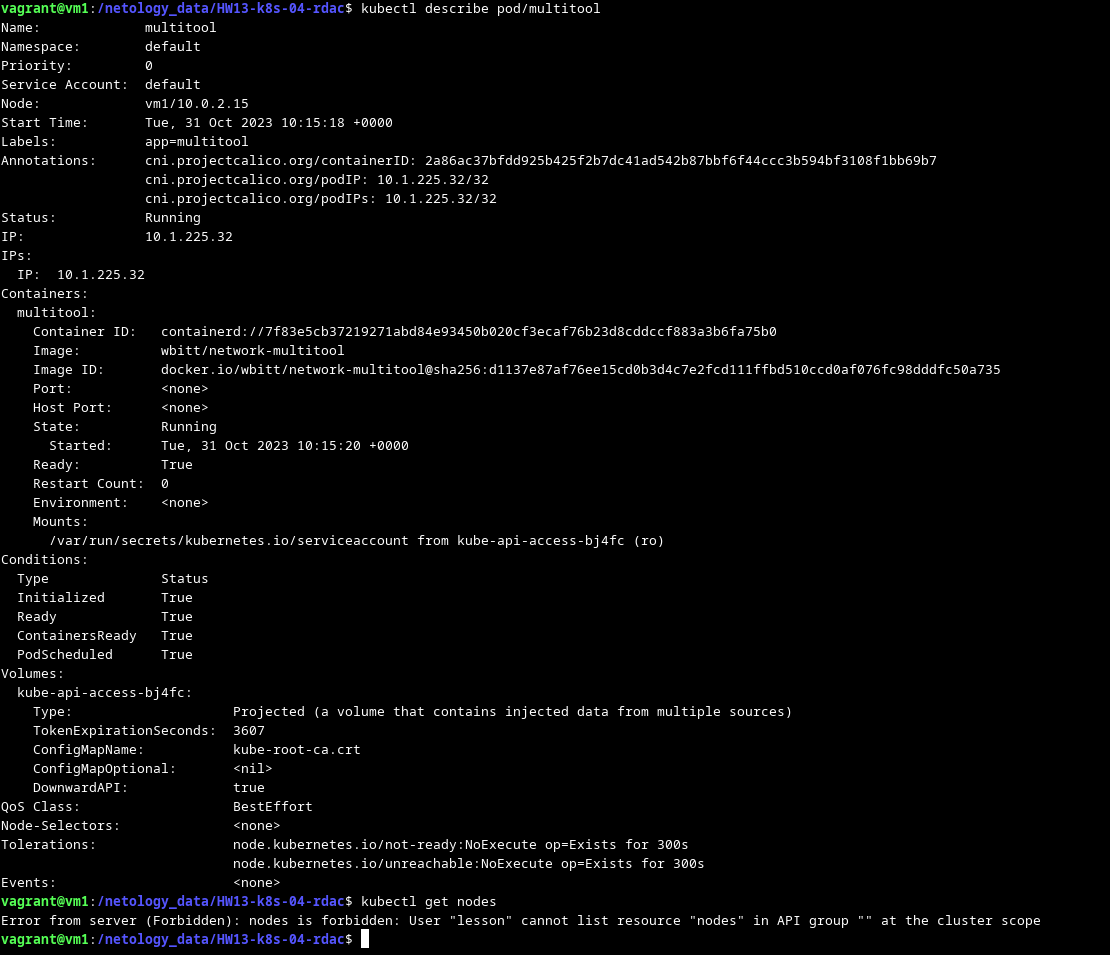 vagrant@vm1:/netology_data/HW13-k8s-04-rdac$ kubectl describe pod/multitool
Name:             multitool
Namespace:        default
Priority:         0
Service Account:  default
Node:             vm1/10.0.2.15
Start Time:       Tue, 31 Oct 2023 10:15:18 +0000
Labels:           app=multitool
Annotations:      cni.projectcalico.org/containerID: 2a86ac37bfdd925b425f2b7dc41ad542b87bbf6f44ccc3b594bf3108f1bb69b7
                  cni.projectcalico.org/podIP: 10.1.225.32/32
                  cni.projectcalico.org/podIPs: 10.1.225.32/32
Status:           Running
IP:               10.1.225.32
IPs:
  IP:  10.1.225.32
Containers:
  multitool:
    Container ID:   containerd://7f83e5cb37219271abd84e93450b020cf3ecaf76b23d8cddccf883a3b6fa75b0
    Image:          wbitt/network-multitool
    Image ID:       docker.io/wbitt/network-multitool@sha256:d1137e87af76ee15cd0b3d4c7e2fcd111ffbd510ccd0af076fc98dddfc50a735
    Port:           <none>
    Host Port:      <none>
    State:          Running
      Started:      Tue, 31 Oct 2023 10:15:20 +0000
    Ready:          True
    Restart Count:  0
    Environment:    <none>
    Mounts:
      /var/run/secrets/kubernetes.io/serviceaccount from kube-api-access-bj4fc (ro)
Conditions:
  Type              Status
  Initialized       True
  Ready             True
  ContainersReady   True
  PodScheduled      True
Volumes:
  kube-api-access-bj4fc:
    Type:                    Projected (a volume that contains injected data from multiple sources)
    TokenExpirationSeconds:  3607
    ConfigMapName:           kube-root-ca.crt
    ConfigMapOptional:       <nil>
    DownwardAPI:             true
QoS Class:                   BestEffort
Node-Selectors:              <none>
Tolerations:                 node.kubernetes.io/not-ready:NoExecute op=Exists for 300s
                             node.kubernetes.io/unreachable:NoExecute op=Exists for 300s
Events:                      <none>
vagrant@vm1:/netology_data/HW13-k8s-04-rdac$ kubectl get nodes
Error from server (Forbidden): nodes is forbidden: User "lesson" cannot list resource "nodes" in API group "" at the cluster scope
vagrant@vm1:/netology_data/HW13-k8s-04-rdac$